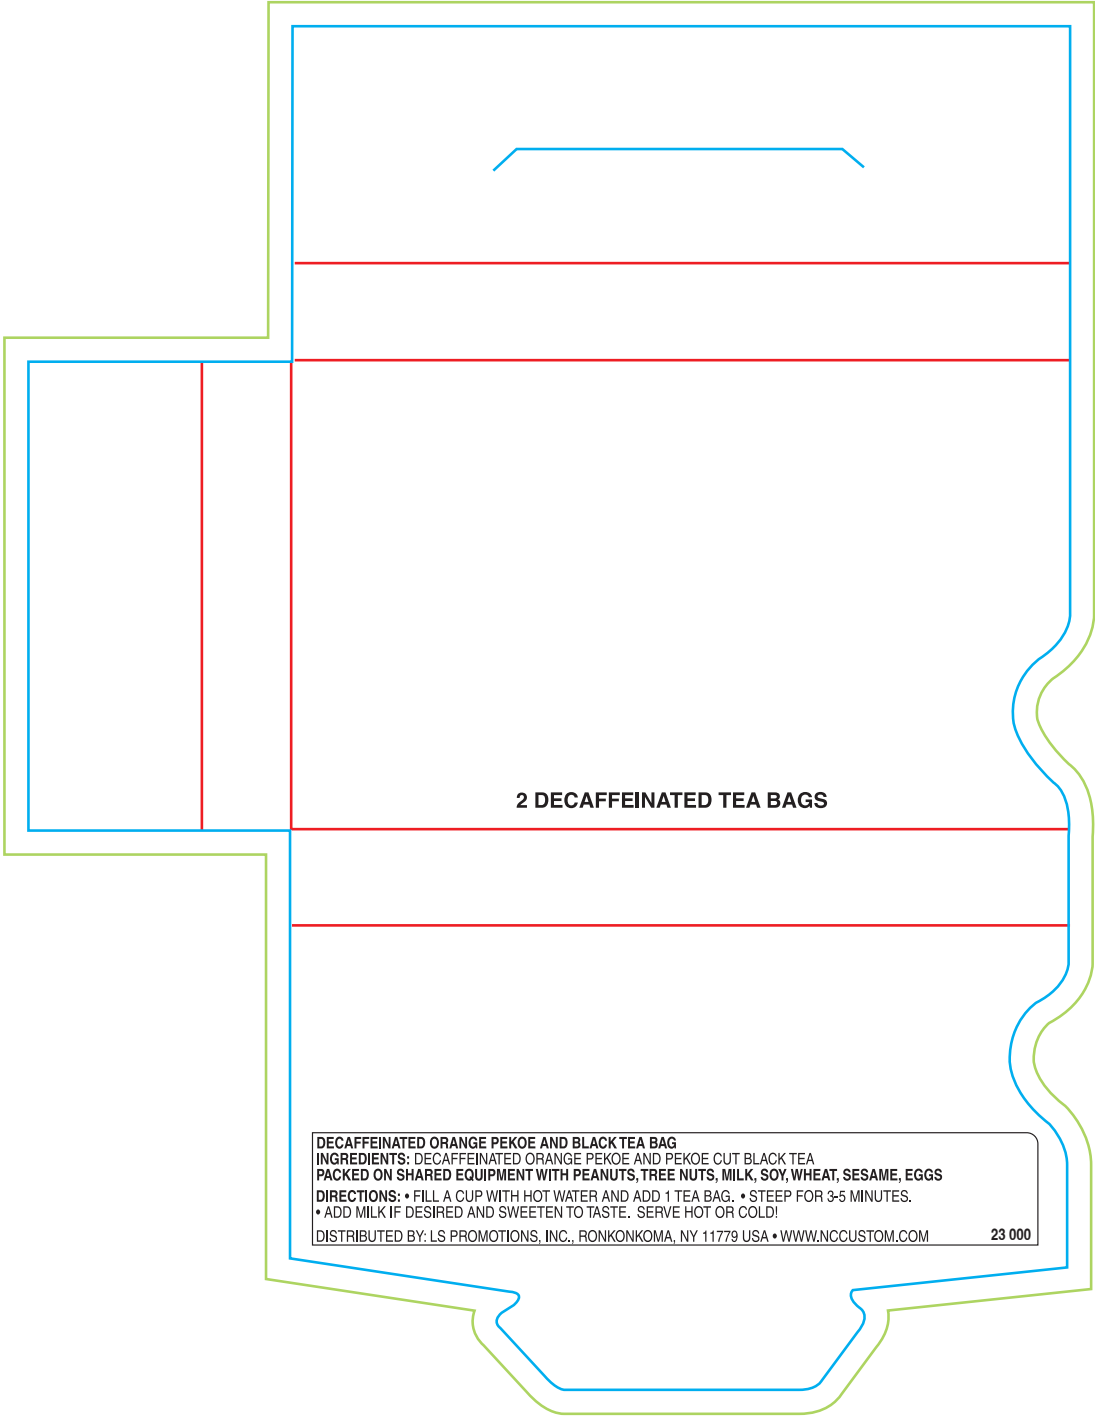 2 DECAFFEINATED TEA BAGS
DECAFFEINATED ORANGE PEKOE AND BLACK TEA BAG
INGREDIENTS: DECAFFEINATED ORANGE PEKOE AND PEKOE CUT BLACK TEA
PACKED ON SHARED EQUIPMENT WITH PEANUTS, TREE NUTS, MILK, SOY, WHEAT, SESAME, EGGS
DIRECTIONS: • FILL A CUP WITH HOT WATER AND ADD 1 TEA BAG. • STEEP FOR 3-5 MINUTES.
• ADD MILK IF DESIRED AND SWEETEN TO TASTE. SERVE HOT OR COLD!
DISTRIBUTED BY: LS PROMOTIONS, INC., RONKONKOMA, NY 11779 USA • WWW.NCCUSTOM.COM 23 000